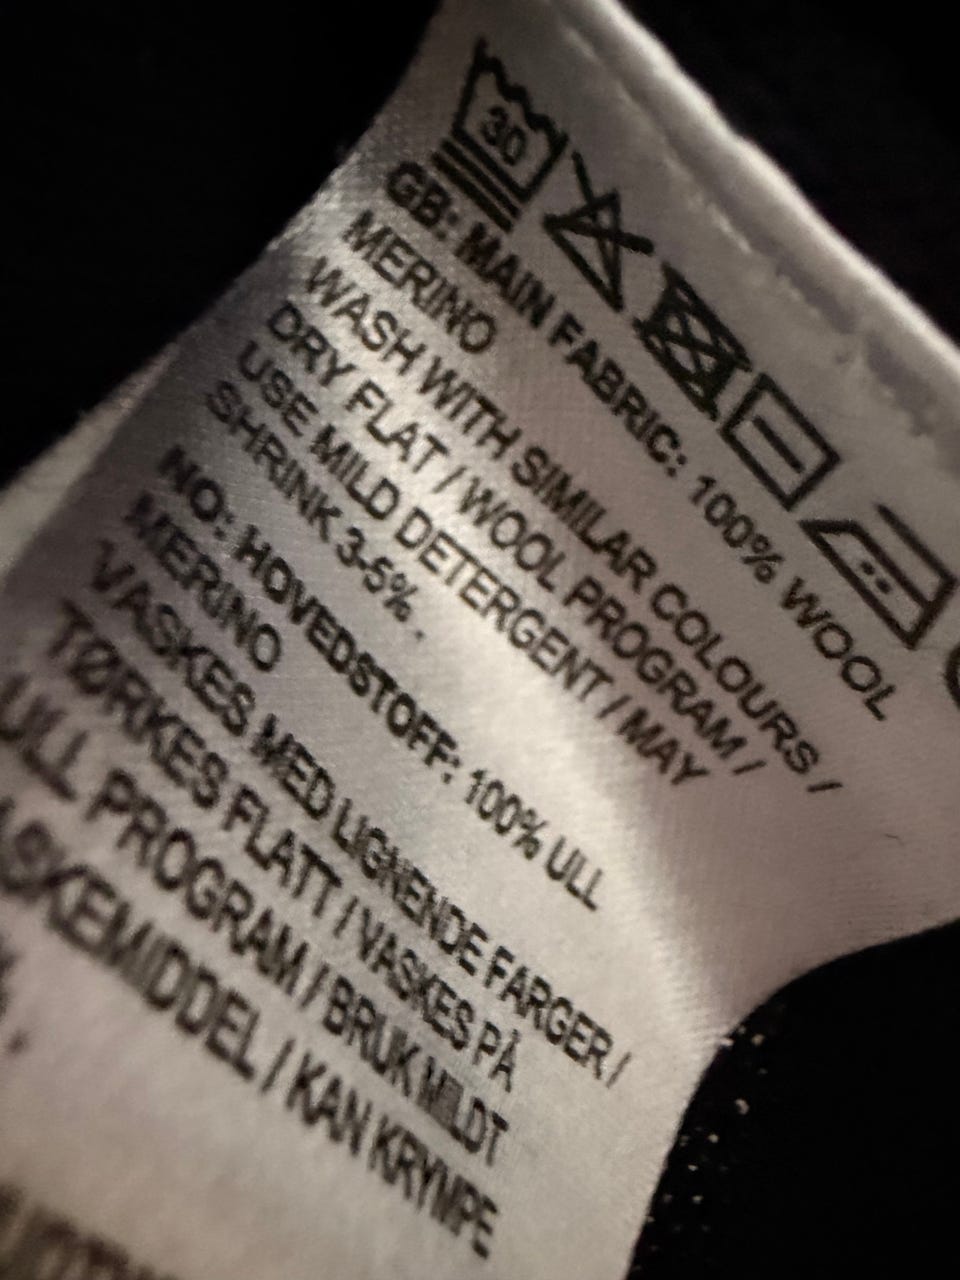 30
GB: MAIN FABRIC: 100% WOOL
MERINO
WASH WITH SIMILAR COLOURS /
DRY FLAT / WOOL PROGRAM /
USE MILD DETERGENT / MAY
SHRINK 3-5%.
NO: HOVEDSTOFF: 100% ULL
MERINO
VASKES MED LIGNENDE FARGER /
TØRKES FLATT / VASKES PÅ
ULL PROGRAM / BRUK MILDT
VASKEMIDDEL / KAN KRYMPE